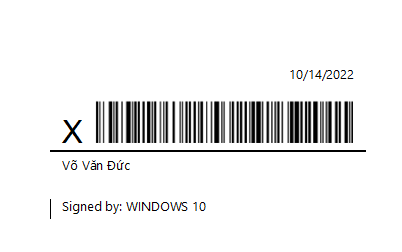 10/14/2022
X
Võ Văn Đức
Signed by: WINDOWS 10